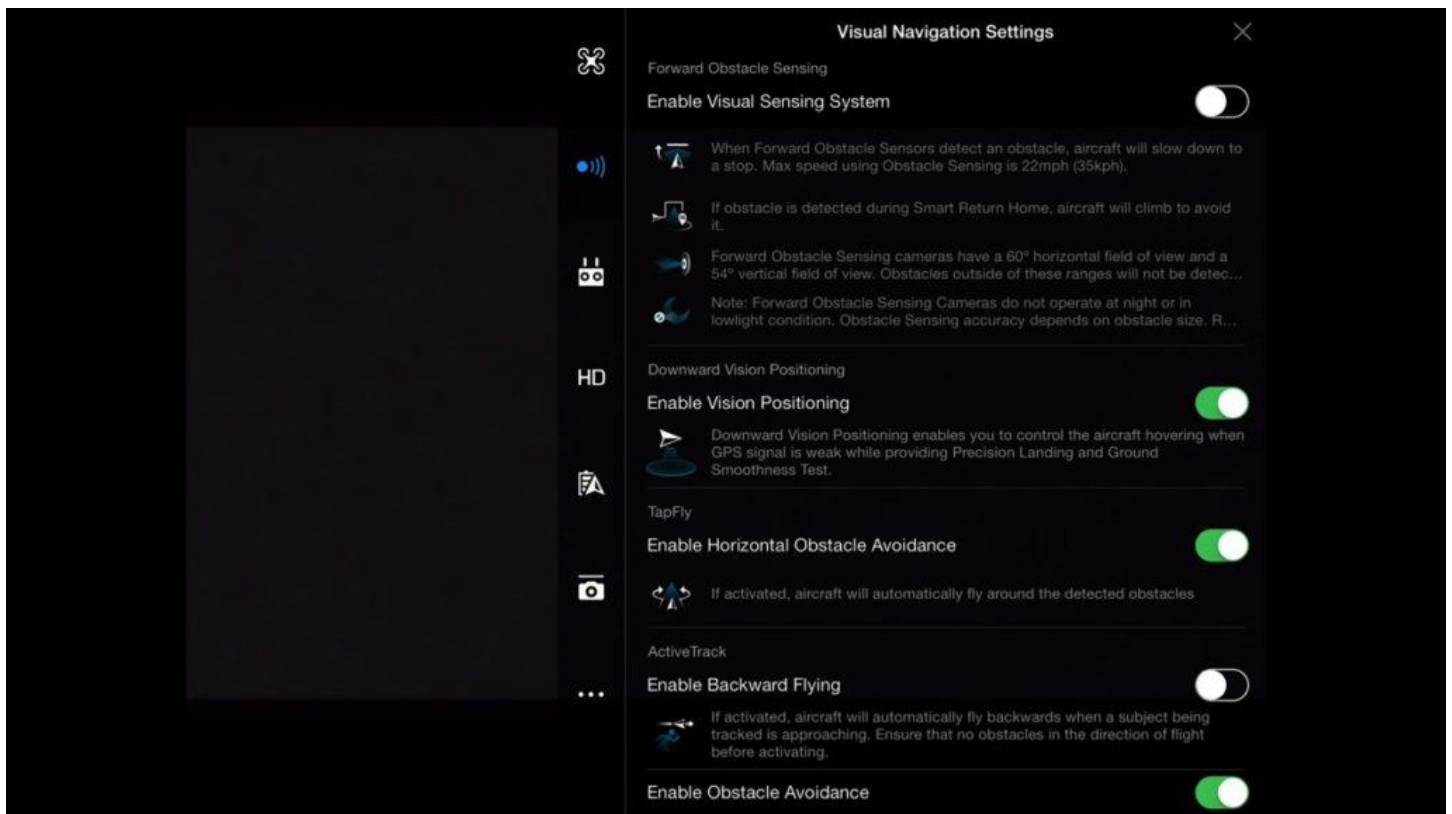 Visual Navigation Settings
Forward Obstacle Sensing
Enable Visual Sensing System
When Forward Obstacle Sensors detect an obstacle, aircraft will slow down to
a stop. Max speed using Obstacle Sensing is 22mph (35kph).
If obstacle is detected during Smart Return Home, aircraft will climb to avoid
it.
Forward Obstacle Sensing cameras have a 60° horizontal field of view and a
54° vertical field of view. Obstacles outside of these ranges will not be detec...
Note: Forward Obstacle Sensing Cameras do not operate at night or in
lowlight condition. Obstacle Sensing accuracy depends on obstacle size. R...
HD
Downward Vision Positioning
Enable Vision Positioning
Downward Vision Positioning enables you to control the aircraft hovering when
GPS signal is weak while providing Precision Landing and Ground
Smoothness Test.
TapFly
Enable Horizontal Obstacle Avoidance
If activated, aircraft will automatically fly around the detected obstacles
ActiveTrack
Enable Backward Flying
If activated, aircraft will automatically fly backwards when a subject being
tracked is approaching. Ensure that no obstacles in the direction of flight
before activating.
Enable Obstacle Avoidance